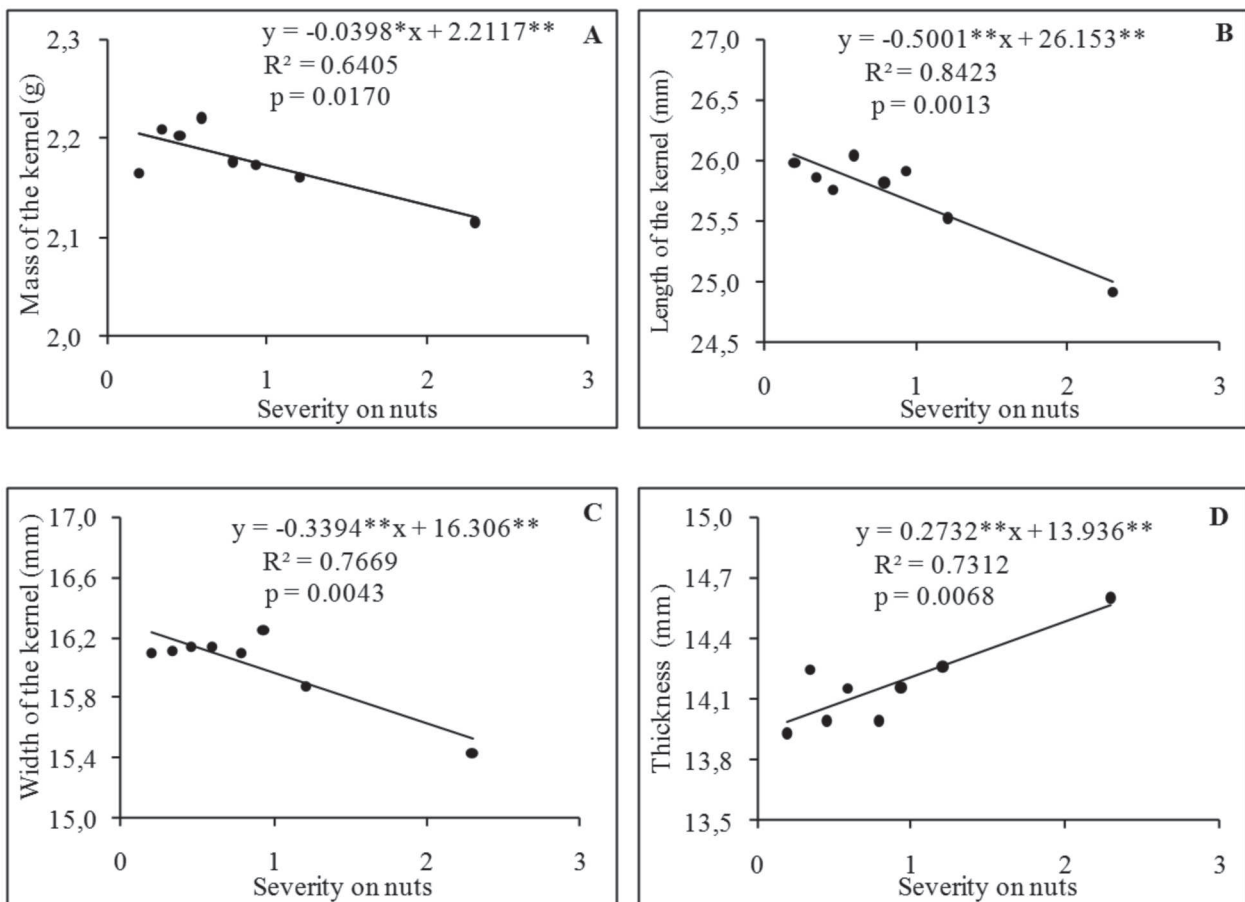 y = -0.0398*x + 2.2117**
A
R² = 0.6405
p = 0.0170
Mass of the kernel (g)
2,3
2,2
2,1
2,0
0 1 2 3
Severity on nuts
y = -0.5001**x + 26.153**
B
R² = 0.8423
p = 0.0013
Length of the kernel (mm)
27,0
26,5
26,0
25,5
25,0
24,5
0 1 2 3
Severity on nuts
y = -0.3394**x + 16.306**
C
R² = 0.7669
p = 0.0043
Width of the kernel (mm)
17,0
16,6
16,2
15,8
15,4
15,0
0 1 2 3
Severity on nuts
y = 0.2732**x + 13.936**
D
R² = 0.7312
p = 0.0068
Thickness (mm)
15,0
14,7
14,4
14,1
13,8
13,5
0 1 2 3
Severity on nuts